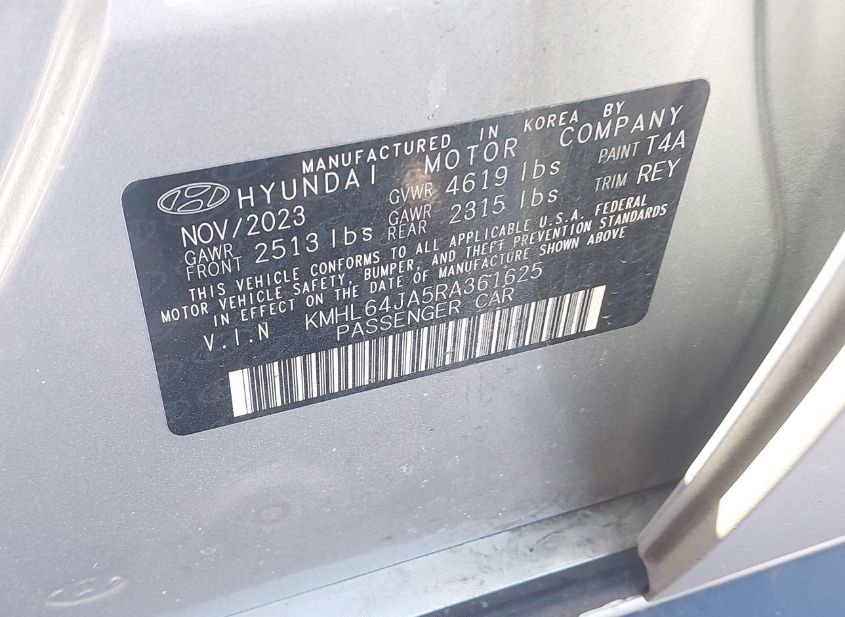 MANUFACTURED IN KOREA BY
HYUNDAI MOTOR COMPANY
NOV/2023 GVWR 4619 lbs PAINT T4A
GAWR FRONT 2513 lbs GAWR REAR 2315 lbs TRIM REY
THIS VEHICLE CONFORMS TO ALL APPLICABLE U.S.A. FEDERAL
MOTOR VEHICLE SAFETY, BUMPER, AND THEFT PREVENTION STANDARDS
IN EFFECT ON THE DATE OF MANUFACTURE SHOWN ABOVE
V.I.N KMHL64JA5RA361625
PASSENGER CAR